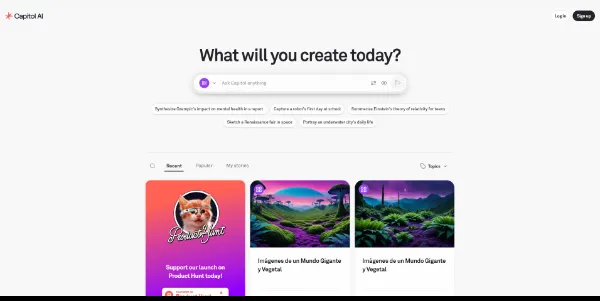 Capitol AI
Log in
Sign up
What will you create today?
Ask Capitol anything
Synthesize Georgia's impact on mental health in a report
Capture a robot's first day at school
Summarize Einstein's theory of relativity for teens
Sketch a Renaissance fair in space
Portray an underwater city's daily life
Recent
Popular
My stories
Topics
Product Hunt
Support our launch on
Product Hunt today!
Imágenes de un Mundo Gigante
y Vegetal
Imágenes de un Mundo Gigante
y Vegetal